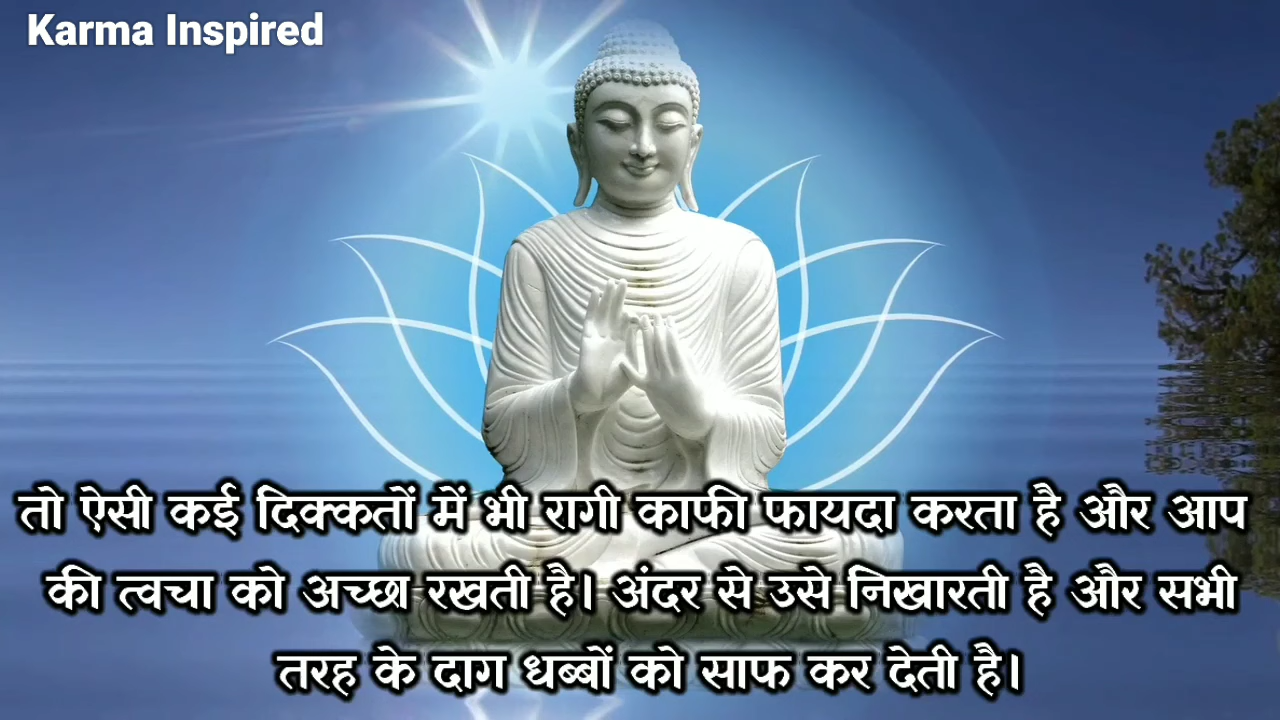 Karma Inspired
तो ऐसी कई दिक्कतों में भी रागी काफी फायदा करता है और आप
की त्वचा को अच्छा रखती है। अंदर से उसे निखारती है और सभी
तरह के दाग धब्बों को साफ कर देती है।